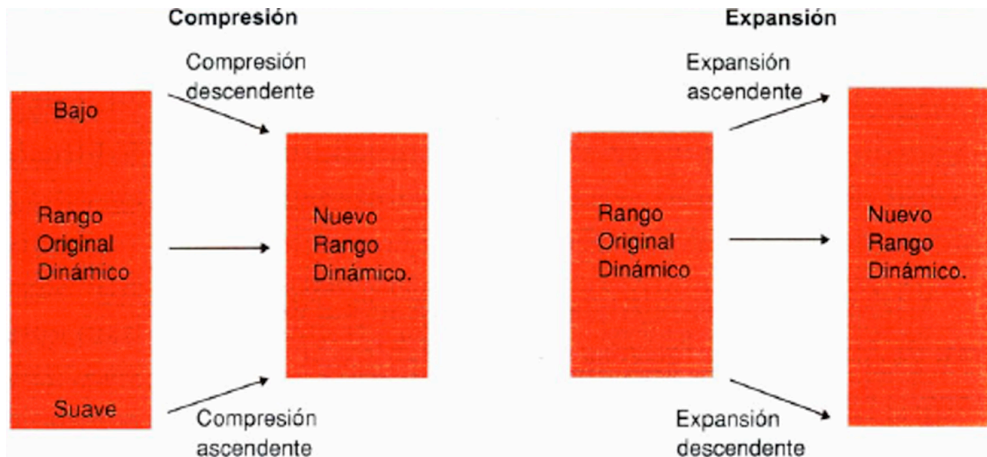 Compresión
Compresión
descendente
Bajo
Rango
Original
Dinámico
Suave
Nuevo
Rango
Dinámico.
Compresión
ascendente
Expansión
Expansión
ascendente
Rango
Original
Dinámico
Nuevo
Rango
Dinámico.
Expansión
descendente